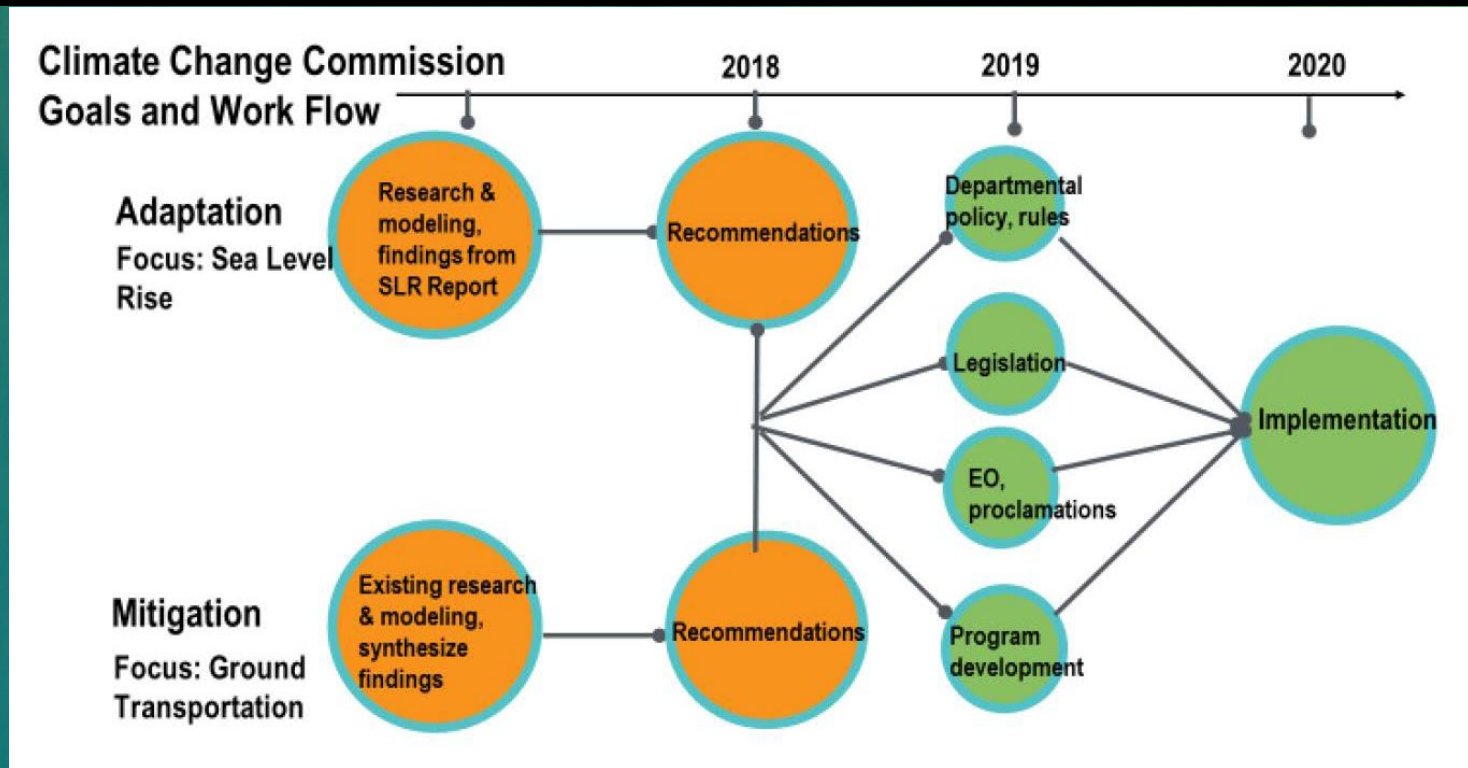 Climate Change Commission
Goals and Work Flow
2018
2019
2020
Adaptation
Focus: Sea Level
Rise
Research &
modeling,
findings from
SLR Report
Recommendations
Departmental
policy, rules
Legislation
EO,
proclamations
Program
development
Implementation
Mitigation
Focus: Ground
Transportation
Existing research
& modeling,
synthesize
findings
Recommendations